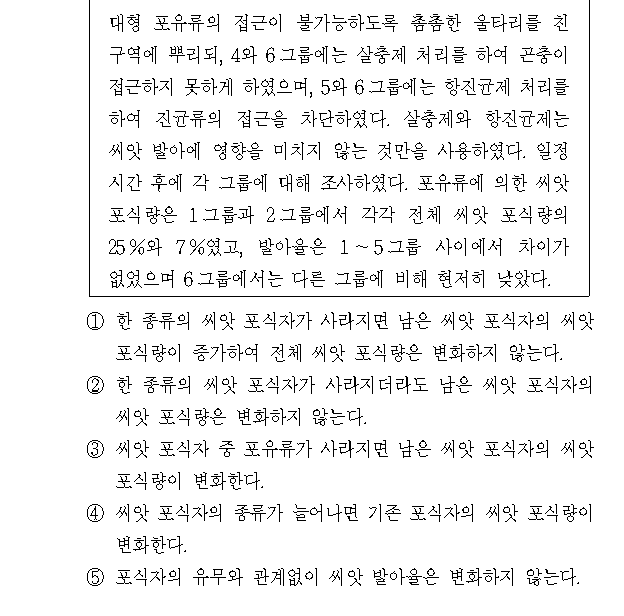 대형 포유류의 접근이 불가능하도록 촘촘한 울타리를 친
구역에 뿌리되, 4와 6그룹에는 살충제 처리를 하여 곤충이
접근하지 못하게 하였으며, 5와 6그룹에는 항진균제 처리를
하여 진균류의 접근을 차단하였다. 살충제와 항진균제는
씨앗 발아에 영향을 미치지 않는 것만을 사용하였다. 일정
시간 후에 각 그룹에 대해 조사하였다. 포유류에 의한 씨앗
포식량은 1그룹과 2그룹에서 각각 전체 씨앗 포식량의
25%와 7%였고, 발아율은 1~5그룹 사이에서 차이가
없었으며 6그룹에서는 다른 그룹에 비해 현저히 낮았다.
① 한 종류의 씨앗 포식자가 사라지면 남은 씨앗 포식자의 씨앗
포식량이 증가하여 전체 씨앗 포식량은 변화하지 않는다.
② 한 종류의 씨앗 포식자가 사라지더라도 남은 씨앗 포식자의
씨앗 포식량은 변화하지 않는다.
③ 씨앗 포식자 중 포유류가 사라지면 남은 씨앗 포식자의 씨앗
포식량이 변화한다.
④ 씨앗 포식자의 종류가 늘어나면 기존 포식자의 씨앗 포식량이
변화한다.
⑤ 포식자의 유무와 관계없이 씨앗 발아율은 변화하지 않는다.